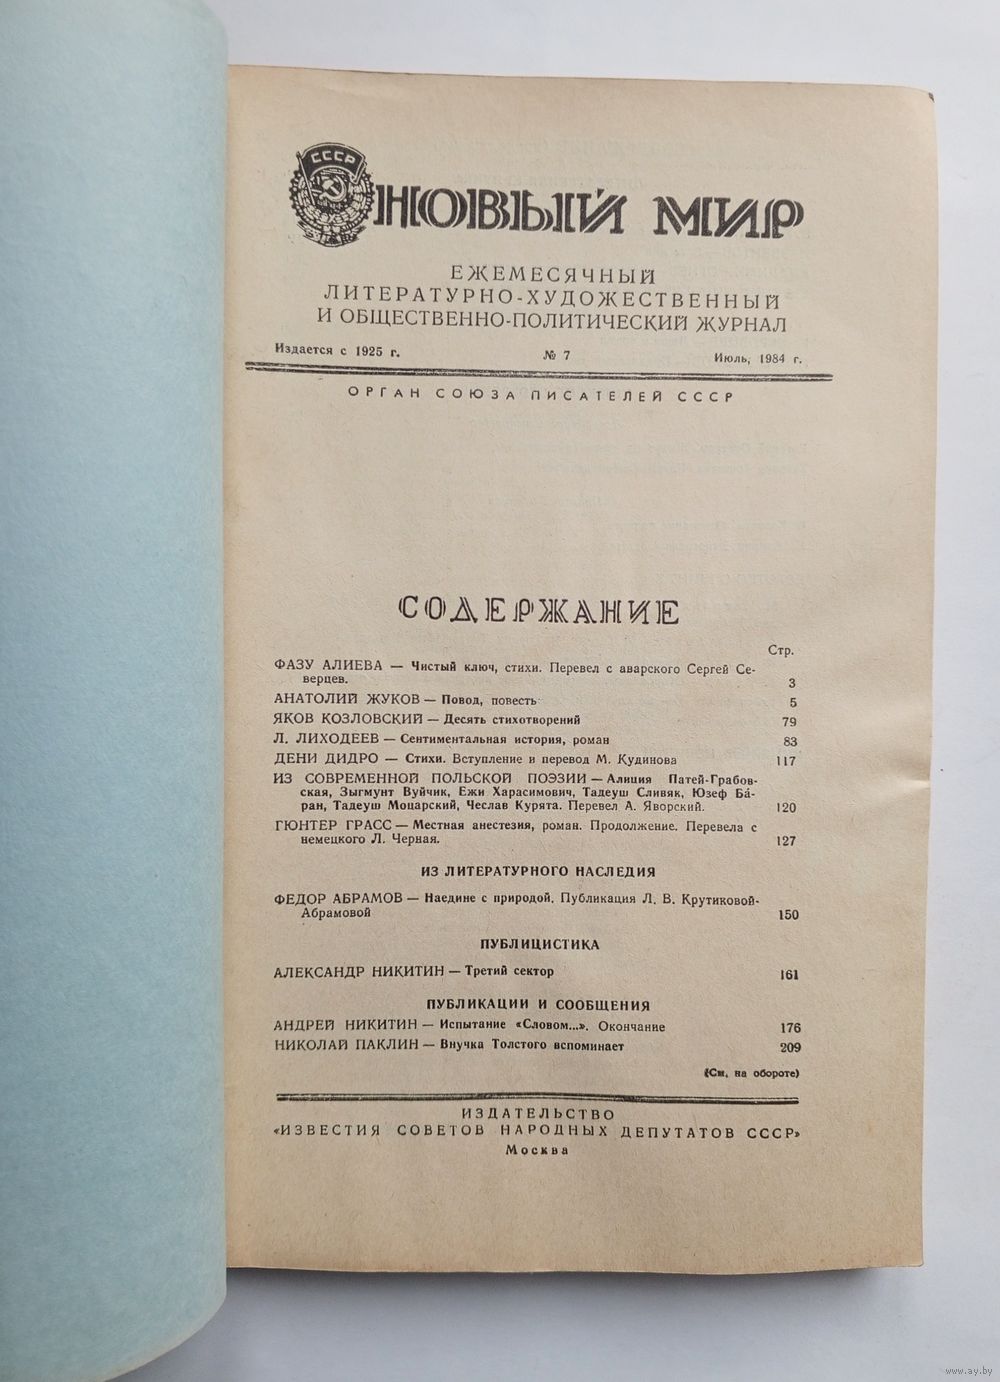 СССР
НОВЫЙ МИР
ЕЖЕМЕСЯЧНЫЙ
ЛИТЕРАТУРНО-ХУДОЖЕСТВЕННЫЙ
И ОБЩЕСТВЕННО-ПОЛИТИЧЕСКИЙ ЖУРНАЛ
Издается с 1925 г. № 7 Июль, 1984 г.
ОРГАН СОЮЗА ПИСАТЕЛЕЙ СССР
СОДЕРЖАНИЕ
Стр.
ФАЗУ АЛИЕВА — Чистый ключ, стихи. Перевел с аварского Сергей Се-
верцев. 3
АНАТОЛИЙ ЖУКОВ — Повод, повесть 5
ЯКОВ КОЗЛОВСКИЙ — Десять стихотворений 79
Л. ЛИХОДЕЕВ — Сентиментальная история, роман 83
ДЕНИ ДИДРО — Стихи. Вступление и перевод М. Кудинова 117
ИЗ СОВРЕМЕННОЙ ПОЛЬСКОЙ ПОЭЗИИ — Алиция Патей-Грабов-
ская, Зыгмунт Вуйчик, Ежи Харасимович, Тадеуш Сливяк, Юзеф Ба-
ран, Тадеуш Моцарский, Чеслав Курята. Перевел А. Яворский. 120
ГЮНТЕР ГРАСС — Местная анестезия, роман. Продолжение. Перевела с
немецкого Л. Черная. 127
ИЗ ЛИТЕРАТУРНОГО НАСЛЕДИЯ
ФЕДОР АБРАМОВ — Наедине с природой. Публикация Л. В. Крутиковой-
Абрамовой 150
ПУБЛИЦИСТИКА
АЛЕКСАНДР НИКИТИН — Третий сектор 161
ПУБЛИКАЦИИ И СООБЩЕНИЯ
АНДРЕЙ НИКИТИН — Испытание «Словом...». Окончание 176
НИКОЛАЙ ПАКЛИН — Внучка Толстого вспоминает 209
(См. на обороте)
ИЗДАТЕЛЬСТВО
«ИЗВЕСТИЯ СОВЕТОВ НАРОДНЫХ ДЕПУТАТОВ СССР»
Москва
www.ay.by